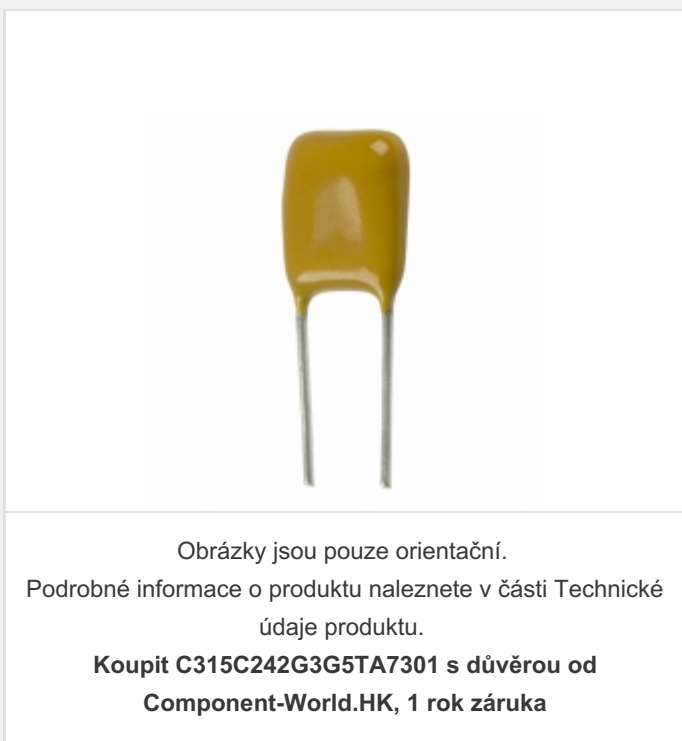 Obrázky jsou pouze orientační.
Podrobné informace o produktu naleznete v části Technické
údaje produktu.
Koupit C315C242G3G5TA7301 s důvěrou od
Component-World.HK, 1 rok záruka